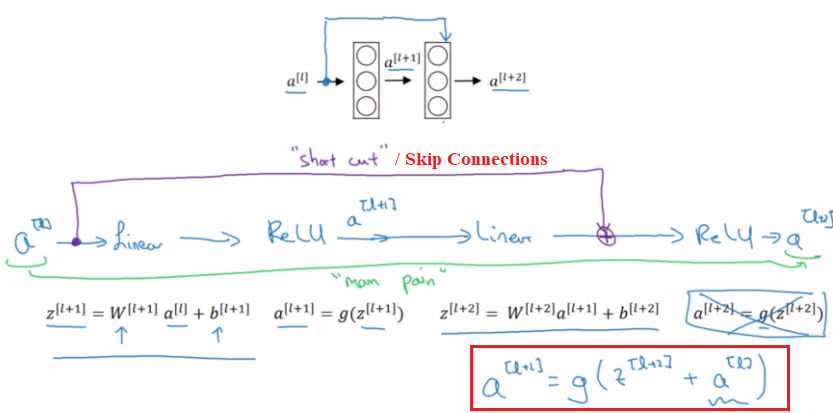 a[l] a[l+1] a[l+2]
"short cut" / Skip Connections
a[l] → Linear → ReLU a[l+1] → Linear → ReLU → a[l+2]
"main path"
z[l+1] = W[l+1] a[l] + b[l+1] a[l+1] = g(z[l+1]) z[l+2] = W[l+2]a[l+1] + b[l+2] a[l+2] = g(z[l+2])
a[l+2] = g(z[l+2] + a[l])